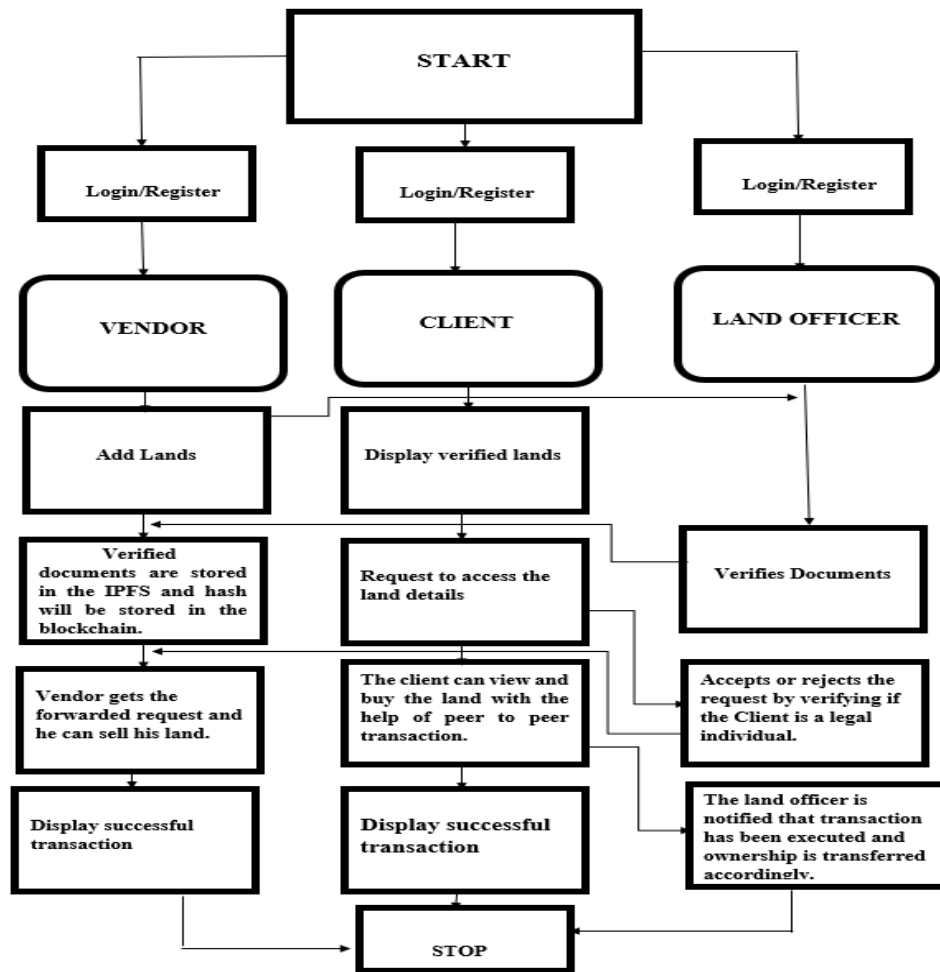 START
Login/Register
Login/Register
Login/Register
VENDOR
CLIENT
LAND OFFICER
Add Lands
Display verified lands
Verified
documents are stored
in the IPFS and hash
will be stored in the
blockchain.
Request to access the
land details
Verifies Documents
Vendor gets the
forwarded request and
he can sell his land.
The client can view and
buy the land with the
help of peer to peer
transaction.
Accepts or rejects the
request by verifying if
the Client is a legal
individual.
Display successful
transaction
Display successful
transaction
The land officer is
notified that transaction
has been executed and
ownership is transferred
accordingly.
STOP